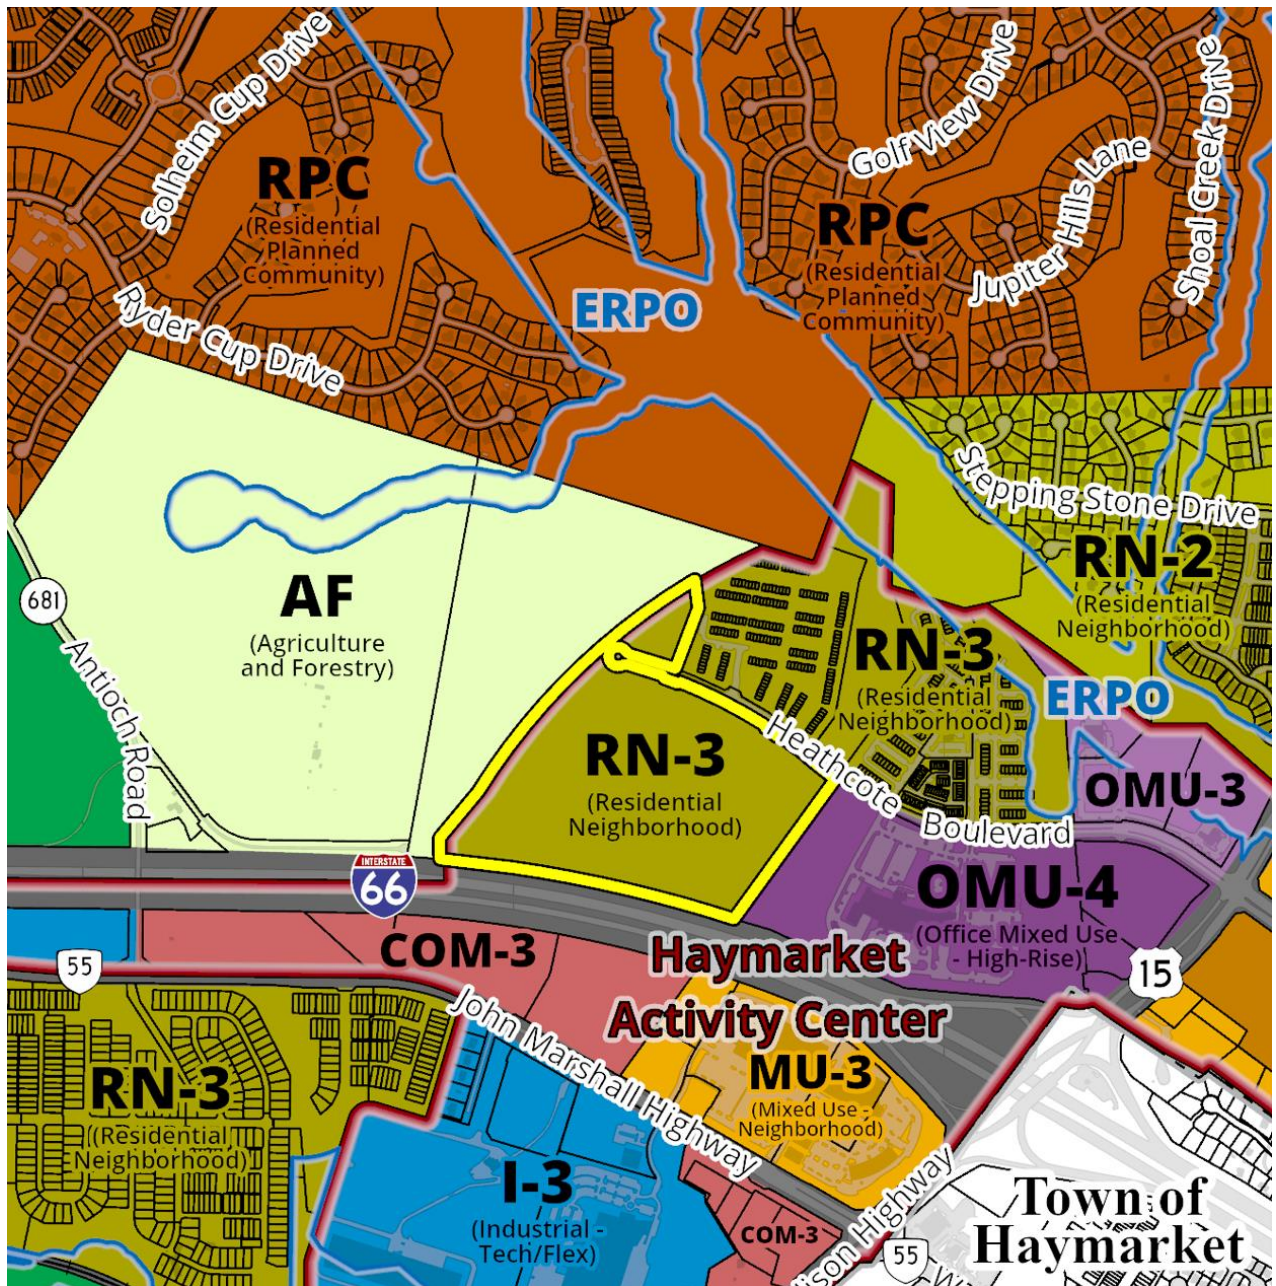 Solheim Cup Drive
Golf View Drive
Jupiter Hills Lane
Shoal Creek Drive
RPC
(Residential
Planned
Community)
RPC
(Residential
Planned
Community)
ERPO
Ryder Cup Drive
Stepping Stone Drive
RN-2
(Residential
Neighborhood)
AF
(Agriculture
and Forestry)
681
Antioch Road
RN-3
(Residential
Neighborhood)
ERPO
RN-3
(Residential
Neighborhood)
Heathcote Boulevard
OMU-3
INTERSTATE
66
OMU-4
(Office Mixed Use
- High-Rise)
COM-3
Haymarket
Activity Center
15
55
John Marshall Highway
MU-3
(Mixed Use -
Neighborhood)
RN-3
((Residential
Neighborhood)
I-3
(Industrial -
Tech/Flex)
COM-3
ison Highway
55
Town of
Haymarket